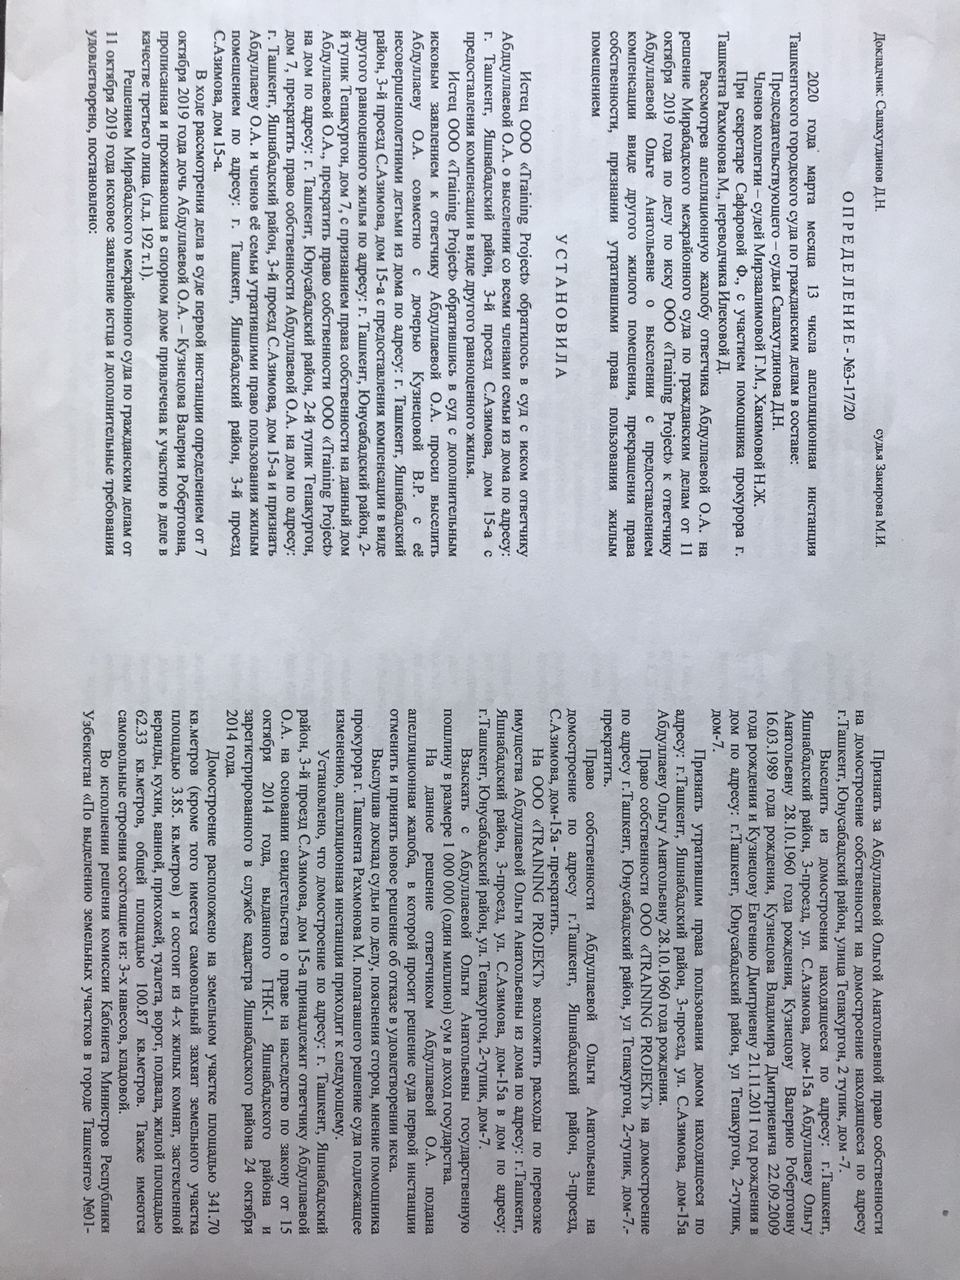 Докладчик: Салахутдинов Д.Н. судья Закирова М.И.
О П Р Е Д Е Л Е Н И Е - №3-17/20
2020 года марта месяца 13 числа апелляционная инстанция
Ташкентского городского суда по гражданским делам в составе:
Председательствующего – судьи Салахутдинова Д.Н.
Членов коллегии - судей Мирзаалимовой Г.М., Хакимовой Н.Ж.
При секретаре Сафаровой Ф., с участием помощника прокурора г.
Ташкента Рахмонова М., переводчика Илековой Д.
Рассмотрев апелляционную жалобу ответчика Абдуллаевой О.А. на
решение Мирабадского межрайонного суда по гражданским делам от 11
октября 2019 года по делу по иску ООО «Training Project» к ответчику
Абдуллаевой Ольге Анатольевне о выселении с предоставлением
компенсации ввиде другого жилого помещения, прекращения права
собственности, признании утратившими права пользования жилым
помещением
У С Т А Н О В И Л А
Истец ООО «Training Project» обратилось в суд с иском к ответчику
Абдуллаевой О.А. о выселении со всеми членами семьи из дома по адресу:
г. Ташкент, Яшнабадский район, 3-й проезд С.Азимова, дом 15-а с
предоставления компенсации в виде другого равноценного жилья.
Истец ООО «Training Project» обратившись в суд с дополнительным
исковым заявлением к ответчику Абдуллаевой О.А. просил выселить
Абдуллаеву О.А. совместно с дочерью Кузнецовой В.Р. с её
несовершеннолетними детьми из дома по адресу: г. Ташкент, Яшнабадский
район, 3-й проезд С.Азимова, дом 15-а с предоставления компенсации в виде
другого равноценного жилья по адресу: г. Ташкент, Юнусабадский район, 2-
й тупик Тепакургон, дом 7, с признанием права собственности на данный дом
Абдуллаевой О.А., прекратить право собственности ООО «Training Project»
на дом по адресу: г. Ташкент, Юнусабадский район, 2-й тупик Тепакургон,
дом 7, прекратить право собственности Абдуллаевой О.А. на дом по адресу:
г. Ташкент, Яшнабадский район, 3-й проезд С.Азимова, дом 15-а и признать
Абдуллаеву О.А. и членов её семьи утратившими право пользования жилым
помещением по адресу: г. Ташкент, Яшнабадский район, 3-й проезд
С.Азимова, дом 15-а.
В ходе рассмотрения дела в суде первой инстанции определением от 7
октября 2019 года дочь Абдуллаевой О.А. – Кузнецова Валерия Робертовна,
прописанная и проживающая в спорном доме привлечена к участию в деле в
качестве третьего лица. (л.д. 192 т.1).
Решением Мирабадского межрайонного суда по гражданским делам от
11 октября 2019 года исковое заявление истца и дополнительные требования
удовлетворено, постановлено:
Признать за Абдуллаевой Ольгой Анатольевной право собственности
на домостроение собственности на домостроение находящееся по адресу
г.Ташкент, Юнусабадский район, улица Тепакургон, 2 тупик, дом -7.
Выселить из домостроения находящееся по адресу: г.Ташкент,
Яшнабадский район, 3-проезд, ул. С.Азимова, дом-15а Абдуллаеву Ольгу
Анатольевну 28.10.1960 года рождения, Кузнецову Валерию Робертовну
16.03.1989 года рождения, Кузнецова Владимира Дмитриевича 22.09.2009
года рождения и Кузнецову Евгению Дмитриевну 21.11.2011 год рождения в
дом по адресу: г.Ташкент, Юнусабадский район, ул Тепакургон, 2-тупик,
дом-7.
Признать утратившим права пользования домом находящееся по
адресу: г.Ташкент, Яшнабадский район, 3-проезд, ул. С.Азимова, дом-15а
Абдуллаеву Ольгу Анатольевну 28.10.1960 года рождения.
Право собственности ООО «TRAINING PROJECT» на домостроение
по адресу г.Ташкент, Юнусабадский район, ул Тепакургон, 2-тупик, дом-7.-
прекратить.
Право собственности Абдуллаевой Ольги Анатольевны на
домостроение по адресу г.Ташкент, Яшнабадский район, 3-проезд,
С.Азимова, дом-15а - прекратить.
На ООО «TRAINING PROJECT» возложить расходы по перевозке
имущества Абдуллаевой Ольги Анатольевны из дома по адресу: г.Ташкент,
Яшнабадский район, 3-проезд, ул. С.Азимова, дом-15а в дом по адресу:
г.Ташкент, Юнусабадский район, ул. Тепакургон, 2-тупик, дом-7.
Взыскать с Абдуллаевой Ольги Анатольевны государственную
пошлину в размере 1 000 000 (один миллион) сум в доход государства.
На данное решение ответчиком Абдуллаевой О.А. подана
апелляционная жалоба, в которой просит решение суда первой инстанции
отменить и принять новое решение об отказе в удовлетворении иска.
Выслушав доклад судьи по делу, пояснения сторон, мнение помощника
прокурора г.Ташкента Рахмонова М. полагавшего решение суда подлежащее
изменению, апелляционная инстанция приходит к следующему.
Установлено, что домостроение по адресу: г. Ташкент, Яшнабадский
район, 3-й проезд С.Азимова, дом 15-а принадлежит ответчику Абдуллаевой
О.А. на основании свидетельства о праве на наследство по закону от 15
октября 2014 года, выданного ГНК-1 Яшнабадского района и
зарегистрированного в службе кадастра Яшнабадского района 24 октября
2014 года.
Домостроение расположено на земельном участке площадью 341.70
кв.метров (кроме того имеется самовольный захват земельного участка
площадью 3.85. кв.метров) и состоит из 4-х жилых комнат, застекленной
веранды, кухни, ванной, прихожей, туалета, ворот, подвала, жилой площадью
62.33 кв.метров, общей площадью 100.87 кв.метров. Также имеются
самовольные строения состоящие из: 3-х навесов, кладовой.
Во исполнении решения комиссии Кабинета Министров Республики
Узбекистан «По выделению земельных участков в городе Ташкенте» №01-